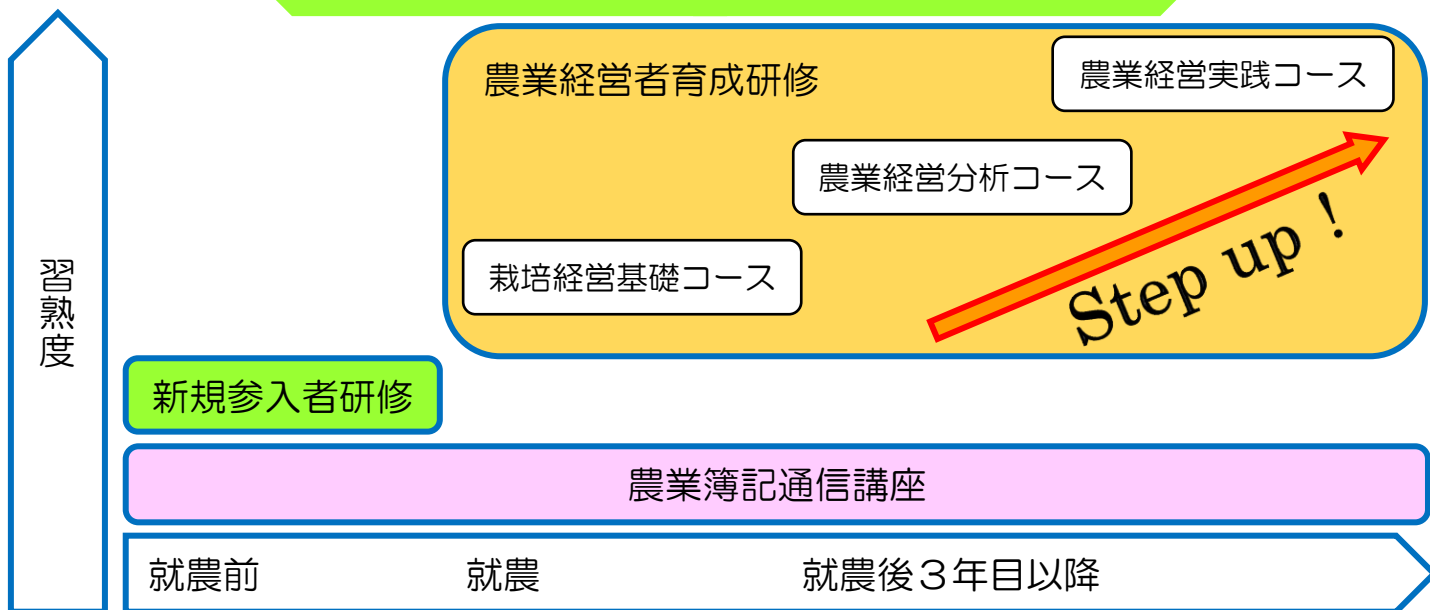 農業経営者育成研修
農業経営実践コース
農業経営分析コース
栽培経営基礎コース
Step up！
習熟度
新規参入者研修
農業簿記通信講座
就農前
就農
就農後３年目以降